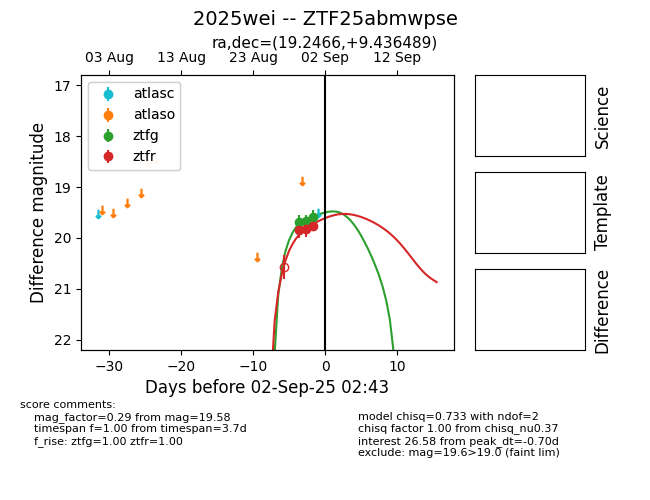 2025wei -- ZTF25abmwpse
ra,dec=(19.2466,+9.436489)
03 Aug 13 Aug 23 Aug 02 Sep 12 Sep
atlasc
atlaso
ztfg
ztfr
Difference magnitude
17
18
19
20
21
22
−30 −20 −10 0 10
Days before 02-Sep-25 02:43
Science
Template
Difference
score comments:
mag_factor=0.29 from mag=19.58
timespan f=1.00 from timespan=3.7d
f_rise: ztfg=1.00 ztfr=1.00
model chisq=0.733 with ndof=2
chisq factor 1.00 from chisq_nu0.37
interest 26.58 from peak_dt=-0.70d
exclude: mag=19.6>19.0 (faint lim)